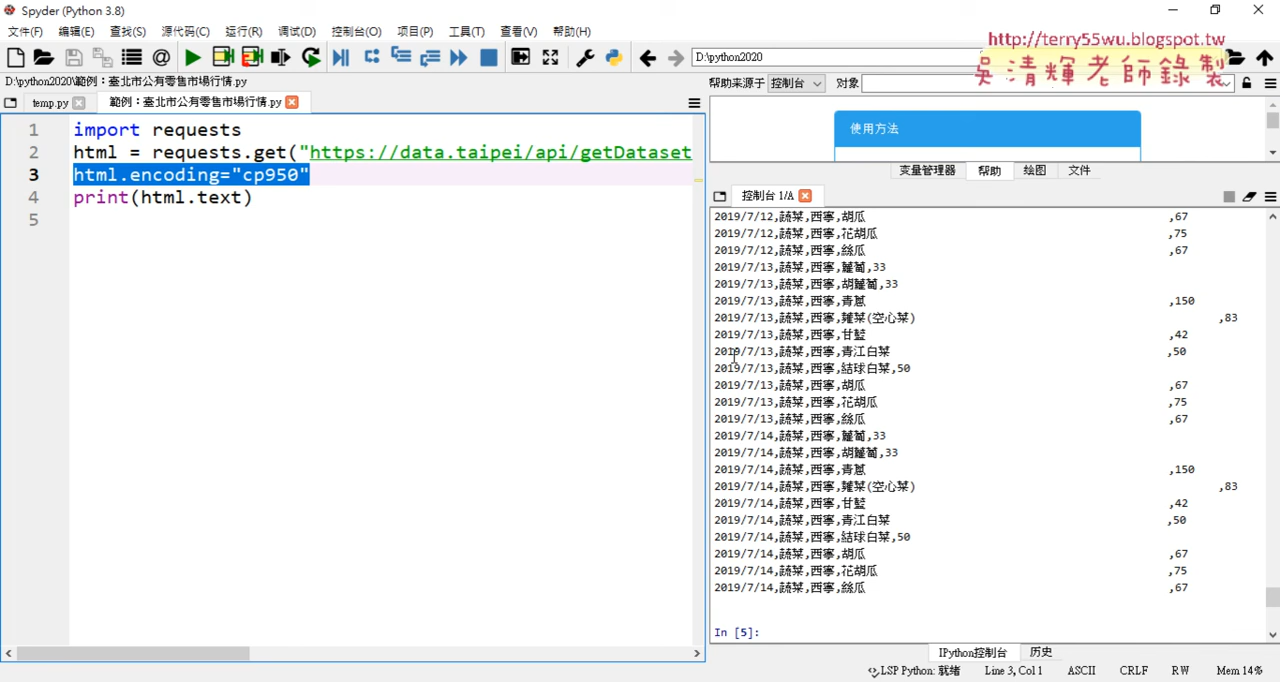 Spyder (Python 3.8)
文件(F) 编辑(E) 查找(S) 源代码(C) 运行(R) 调试(D) 控制台(O) 项目(P) 工具(T) 查看(V) 帮助(H)
http://terry55wu.blogspot.tw
吳清輝老師錄製
D:\python2020
D:\python2020\範例：臺北市公有零售市場行情.py
帮助来源于 控制台 对象
temp.py 範例：臺北市公有零售市場行情.py
1 import requests
2 html = requests.get("https://data.taipei/api/getDataset
3 html.encoding="cp950"
4 print(html.text)
5
使用方法
变量管理器 帮助 绘图 文件
控制台 1/A
2019/7/12,蔬菜,西寧,胡瓜 ,67
2019/7/12,蔬菜,西寧,花胡瓜 ,75
2019/7/12,蔬菜,西寧,絲瓜 ,67
2019/7/13,蔬菜,西寧,蘿蔔,33
2019/7/13,蔬菜,西寧,胡蘿蔔,33
2019/7/13,蔬菜,西寧,青蔥 ,150
2019/7/13,蔬菜,西寧,蕹菜(空心菜) ,83
2019/7/13,蔬菜,西寧,甘藍 ,42
2019/7/13,蔬菜,西寧,青江白菜 ,50
2019/7/13,蔬菜,西寧,結球白菜,50
2019/7/13,蔬菜,西寧,胡瓜 ,67
2019/7/13,蔬菜,西寧,花胡瓜 ,75
2019/7/13,蔬菜,西寧,絲瓜 ,67
2019/7/14,蔬菜,西寧,蘿蔔,33
2019/7/14,蔬菜,西寧,胡蘿蔔,33
2019/7/14,蔬菜,西寧,青蔥 ,150
2019/7/14,蔬菜,西寧,蕹菜(空心菜) ,83
2019/7/14,蔬菜,西寧,甘藍 ,42
2019/7/14,蔬菜,西寧,青江白菜 ,50
2019/7/14,蔬菜,西寧,結球白菜,50
2019/7/14,蔬菜,西寧,胡瓜 ,67
2019/7/14,蔬菜,西寧,花胡瓜 ,75
2019/7/14,蔬菜,西寧,絲瓜 ,67
In [5]:
IPython控制台 历史
LSP Python: 就绪 Line 3, Col 1 ASCII CRLF RW Mem 14%